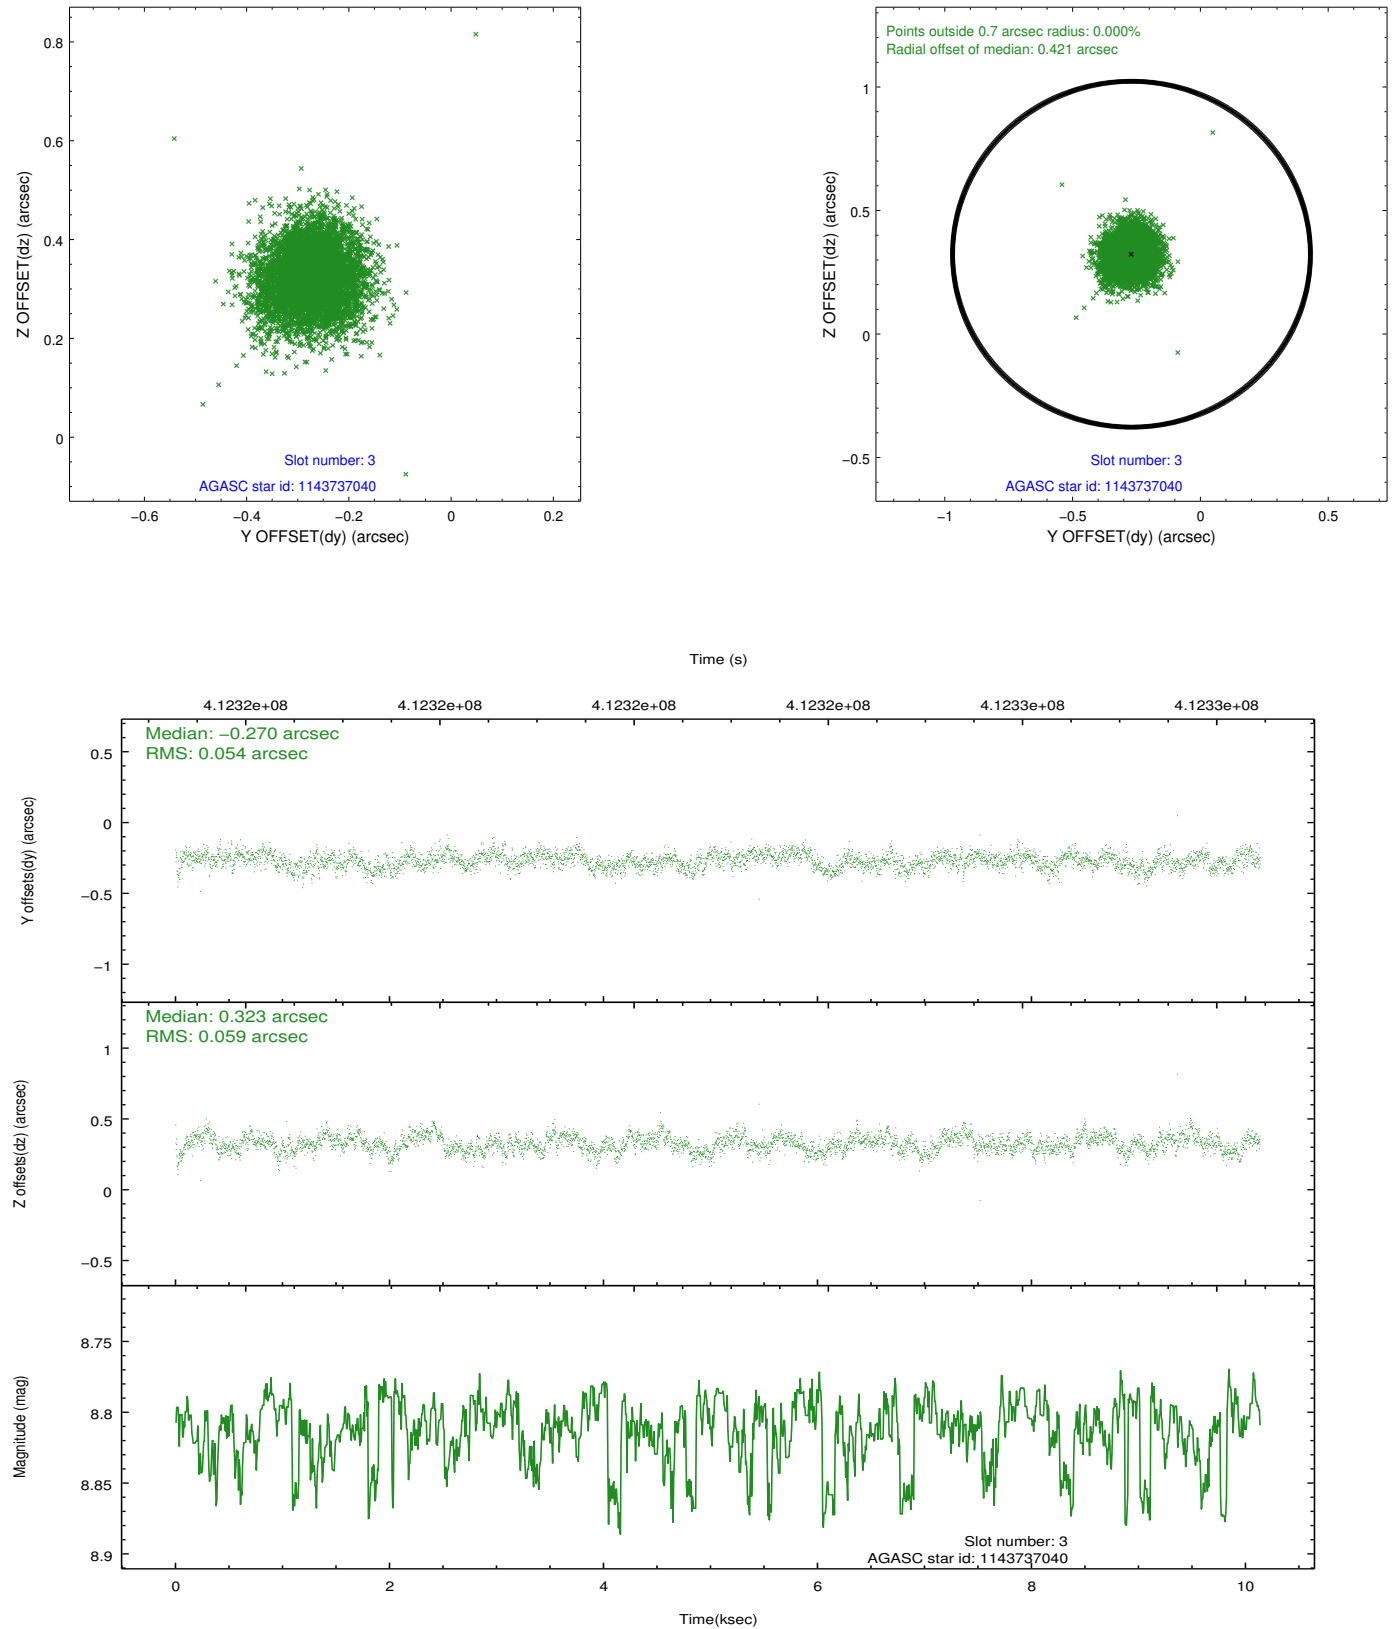 0.8
0.6
0.4
0.2
0
Z OFFSET(dz) (arcsec)
Slot number: 3
AGASC star id: 1143737040
−0.6
−0.4
−0.2
0
0.2
Y OFFSET(dy) (arcsec)
Points outside 0.7 arcsec radius: 0.000%
Radial offset of median: 0.421 arcsec
1
0.5
0
−0.5
Z OFFSET(dz) (arcsec)
Slot number: 3
AGASC star id: 1143737040
−1
−0.5
0
0.5
Y OFFSET(dy) (arcsec)
Time (s)
4.1232e+08
4.1232e+08
4.1232e+08
4.1232e+08
4.1233e+08
4.1233e+08
Median: −0.270 arcsec
RMS: 0.054 arcsec
0.5
0
−0.5
−1
Y offsets(dy) (arcsec)
Median: 0.323 arcsec
RMS: 0.059 arcsec
1
0.5
0
−0.5
Z offsets(dz) (arcsec)
8.75
8.8
8.85
8.9
Magnitude (mag)
Slot number: 3
AGASC star id: 1143737040
0
2
4
6
8
10
Time(ksec)